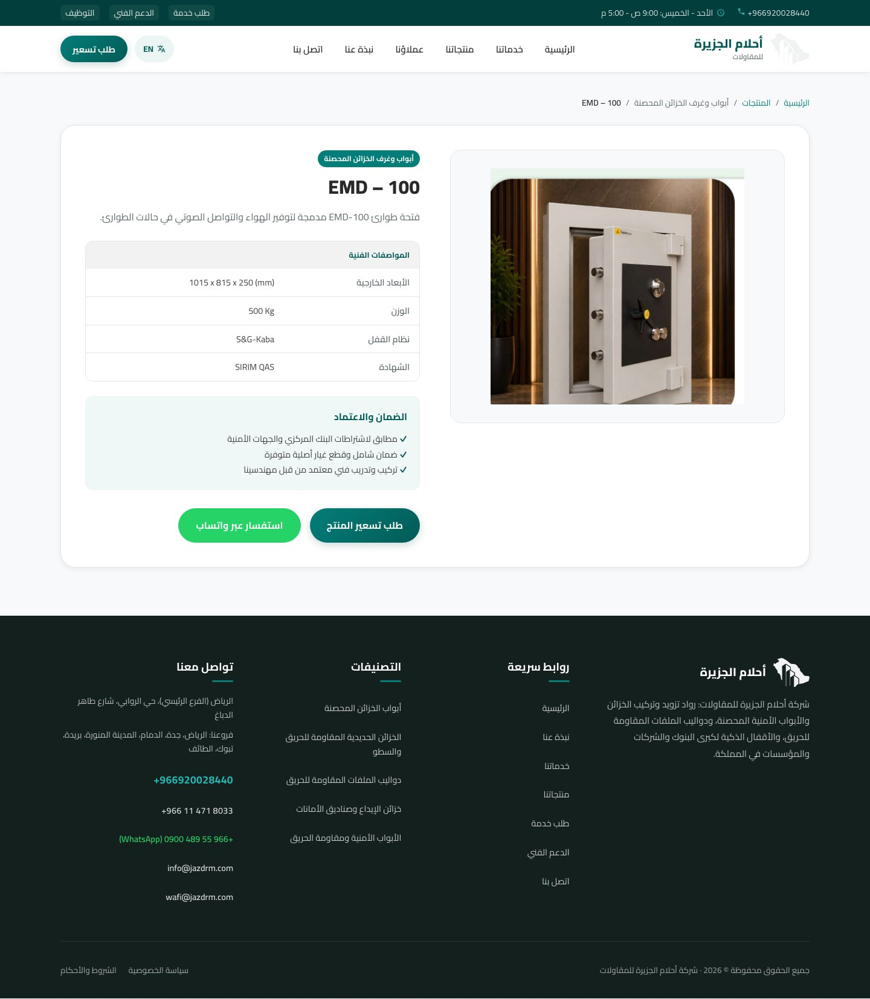 +966920028440
الأحد - الخميس: 9:00 ص - 5:00 م
طلب خدمة
الدعم الفني
التوظيف
أحلام الجزيرة
للمقاولات
الرئيسية
خدماتنا
منتجاتنا
عملاؤنا
نبذة عنا
اتصل بنا
EN
طلب تسعير
الرئيسية / المنتجات / أبواب وغرف الخزائن المحصنة / EMD – 100
أبواب وغرف الخزائن المحصنة
EMD – 100
فتحة طوارئ EMD-100 مدمجة لتوفير الهواء والتواصل الصوتي في حالات الطوارئ.
المواصفات الفنية
الأبعاد الخارجية 1015 x 815 x 250 (mm)
الوزن 500 Kg
نظام القفل S&G-Kaba
الشهادة SIRIM QAS
الضمان والاعتماد
✓ مطابق لاشتراطات البنك المركزي والجهات الأمنية
✓ ضمان شامل وقطع غيار أصلية متوفرة
✓ تركيب وتدريب فني معتمد من قبل مهندسينا
طلب تسعير المنتج
استفسار عبر واتساب
أحلام الجزيرة
شركة أحلام الجزيرة للمقاولات: رواد تزويد وتركيب الخزائن
والأبواب الأمنية المحصنة، ودواليب الملفات المقاومة
للحريق، والأقفال الذكية لكبرى البنوك والشركات
والمؤسسات في المملكة.
روابط سريعة
الرئيسية
نبذة عنا
خدماتنا
منتجاتنا
طلب خدمة
الدعم الفني
اتصل بنا
التصنيفات
أبواب الخزائن المحصنة
الخزائن الحديدية المقاومة للحريق
والسطو
دواليب الملفات المقاومة للحريق
خزائن الإيداع وصناديق الأمانات
الأبواب الأمنية ومقاومة الحريق
تواصل معنا
الرياض (الفرع الرئيسي)، حي الروابي، شارع طاهر
الدباغ
فروعنا: الرياض، جدة، الدمام، المدينة المنورة، بريدة،
تبوك، الطائف
+966920028440
+966 11 471 8033
+966 55 489 0900 (WhatsApp)
info@jazdrm.com
wafi@jazdrm.com
جميع الحقوق محفوظة © 2026 · شركة أحلام الجزيرة للمقاولات
سياسة الخصوصية
الشروط والأحكام